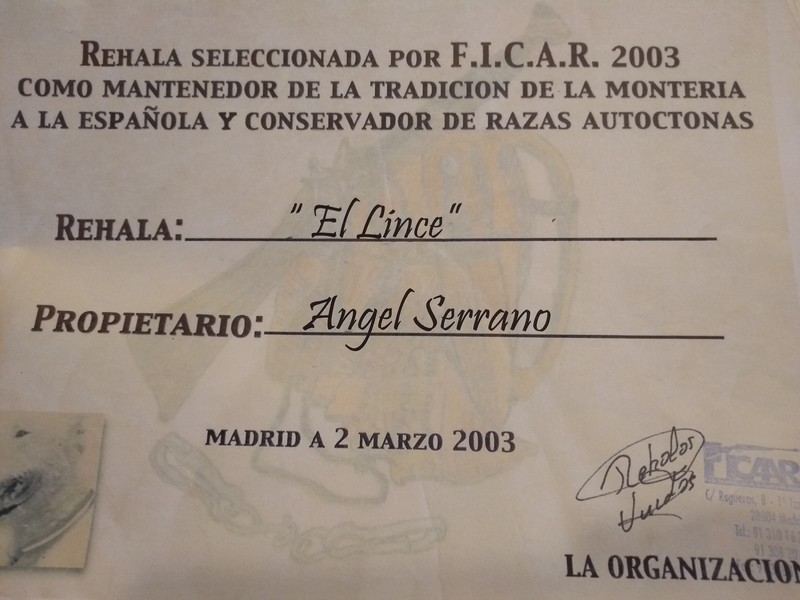 REHALA SELECCIONADA POR F.I.C.A.R. 2003
COMO MANTENEDOR DE LA TRADICION DE LA MONTERIA
A LA ESPAÑOLA Y CONSERVADOR DE RAZAS AUTOCTONAS
REHALA: "El Lince"
PROPIETARIO: Angel Serrano
MADRID A 2 MARZO 2003
Rehalas
FICAR
LA ORGANIZACION